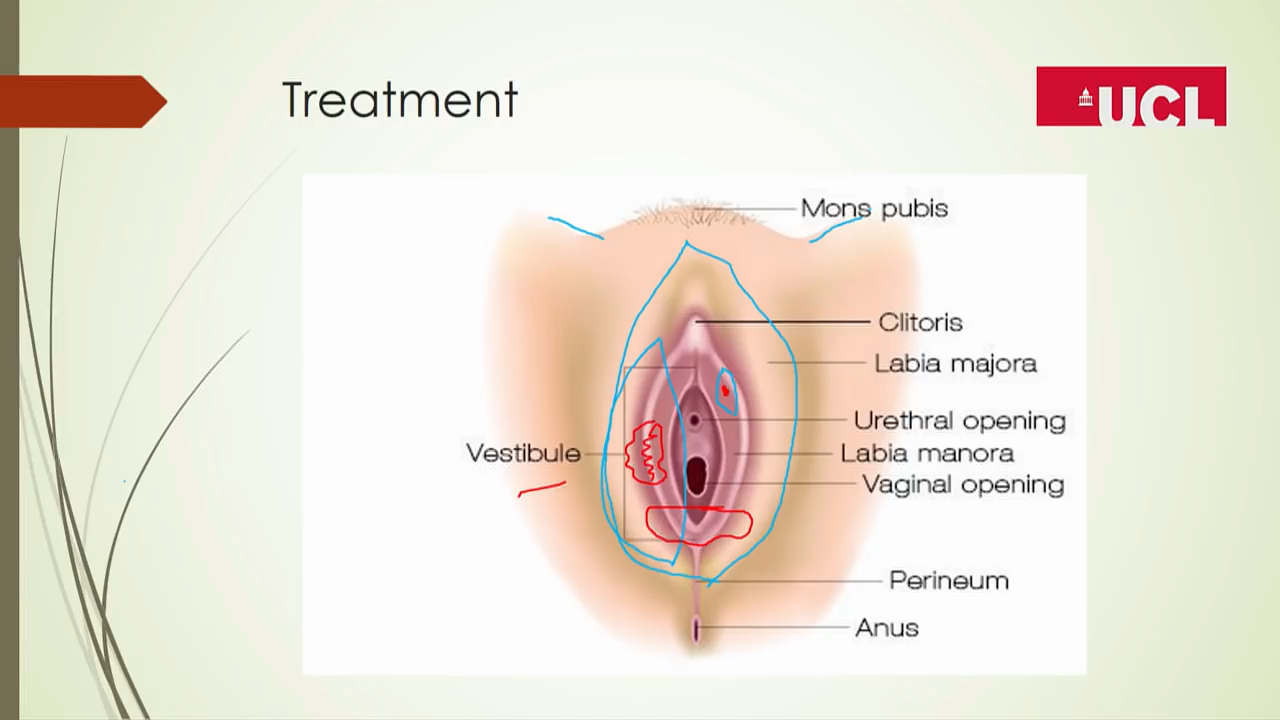 Treatment
UCL
Mons pubis
Clitoris
Labia majora
Urethral opening
Vestibule
Labia manora
Vaginal opening
Perineum
Anus